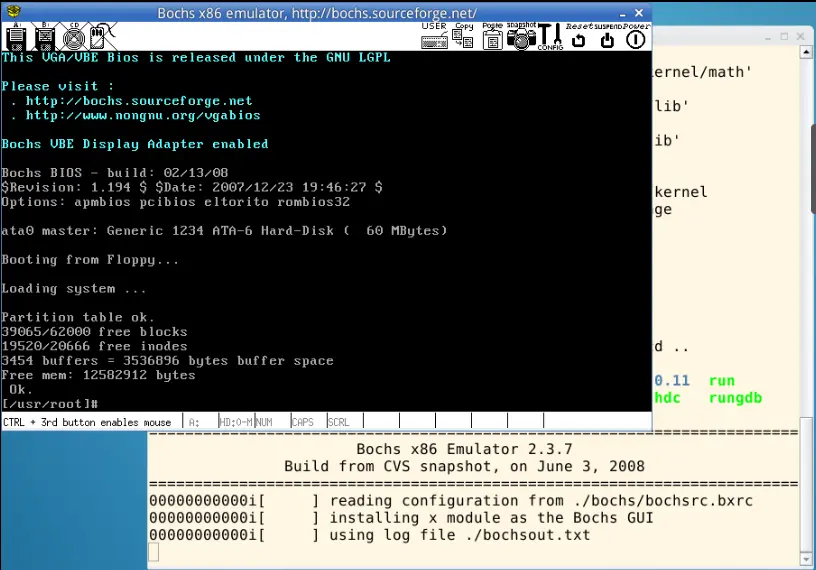 Bochs x86 emulator, http://bochs.sourceforge.net/
A: B: CD
USER Copy Paste Snapshot CONFIG Reset SUSPEND Power
This VGA/VBE Bios is released under the GNU LGPL
Please visit :
. http://bochs.sourceforge.net
. http://www.nongnu.org/vgabios
Bochs VBE Display Adapter enabled
Bochs BIOS - build: 02/13/08
$Revision: 1.194 $ $Date: 2007/12/23 19:46:27 $
Options: apmbios pcibios eltorito rombios32
ata0 master: Generic 1234 ATA-6 Hard-Disk ( 60 MBytes)
Booting from Floppy...
Loading system ...
Partition table ok.
39065/62000 free blocks
19520/20666 free inodes
3454 buffers = 3536896 bytes buffer space
Free mem: 12582912 bytes
Ok.
[/usr/root]#
CTRL + 3rd button enables mouse A: HD:0-M NUM CAPS SCRL
ernel/math'
lib'
ib'
kernel
ge
d ..
0.11 run
hdc rungdb
================================================================
Bochs x86 Emulator 2.3.7
Build from CVS snapshot, on June 3, 2008
================================================================
00000000000i[ ] reading configuration from ./bochs/bochsrc.bxrc
00000000000i[ ] installing x module as the Bochs GUI
00000000000i[ ] using log file ./bochsout.txt